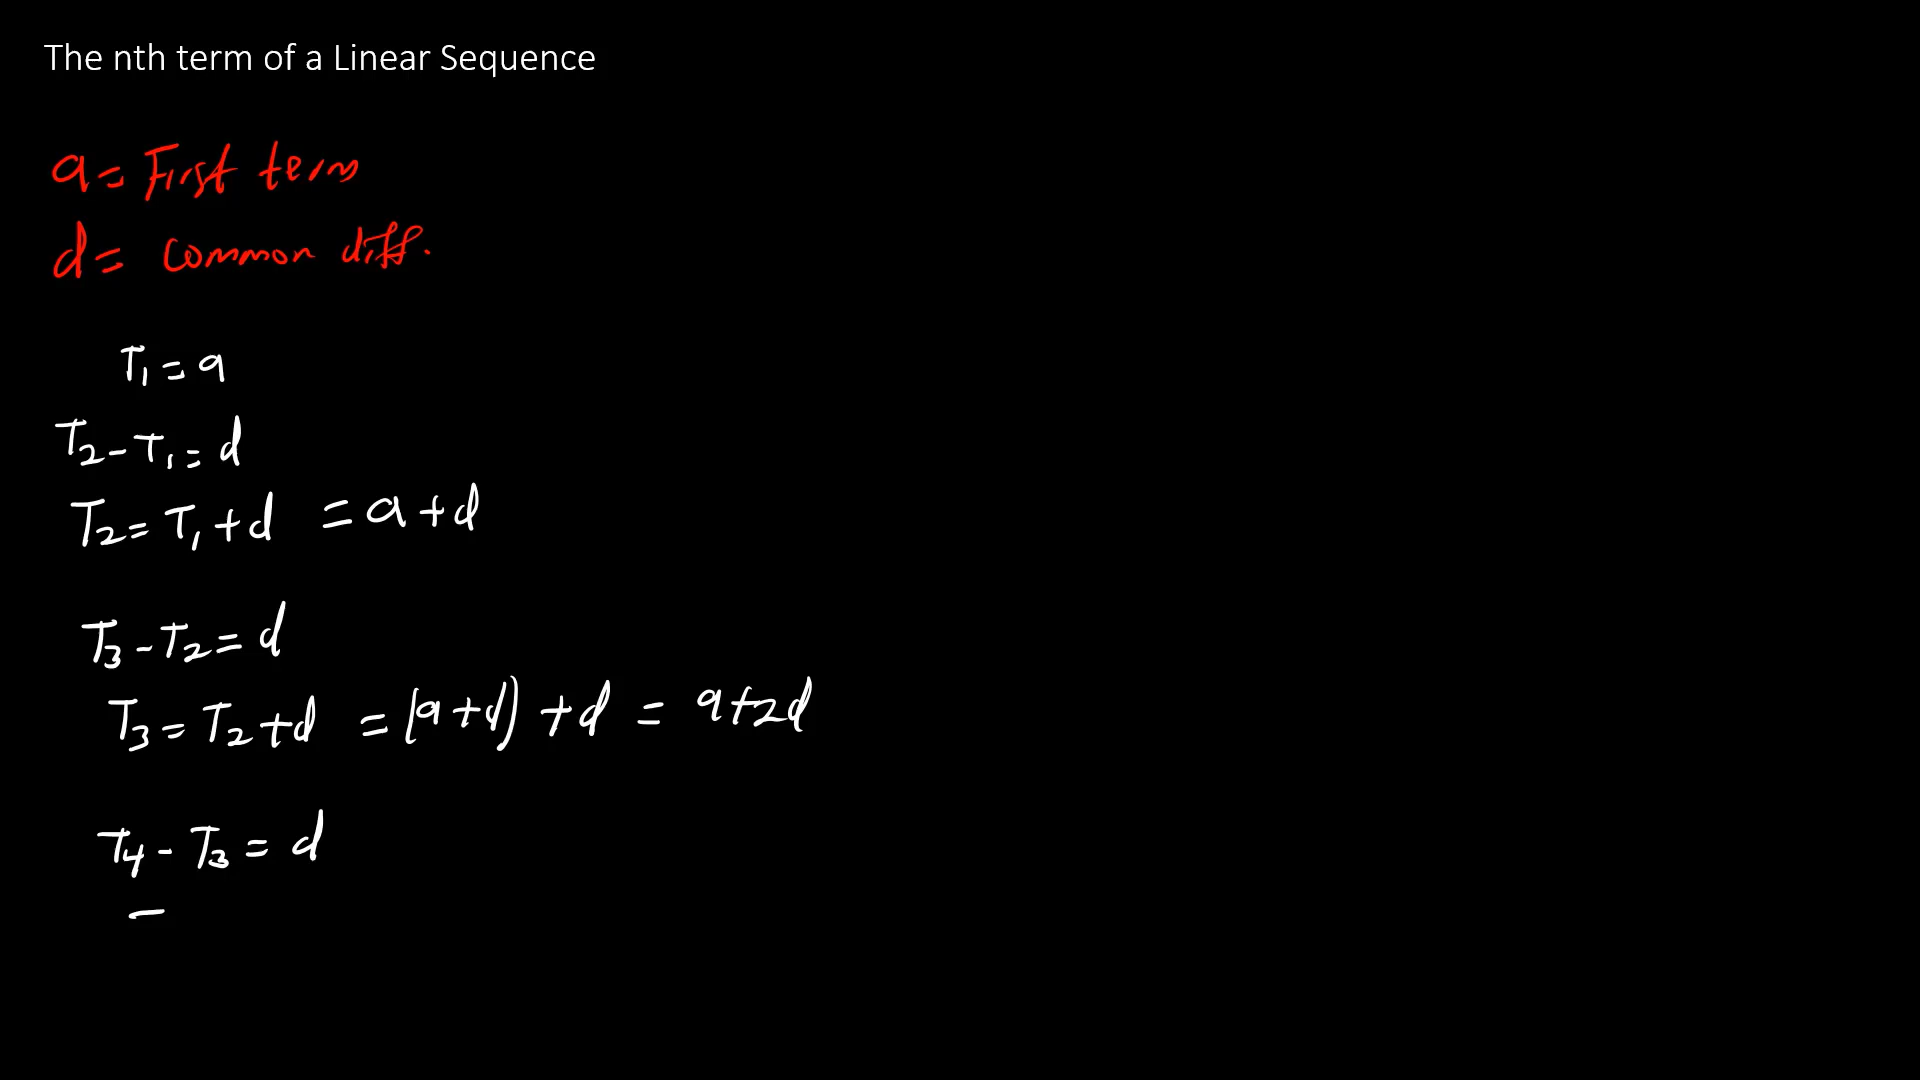 The nth term of a Linear Sequence
a = First term
d = common diff.
T₁ = a
T₂ - T₁ = d
T₂ = T₁ + d = a + d
T₃ - T₂ = d
T₃ = T₂ + d = (a + d) + d = a + 2d
T₄ - T₃ = d